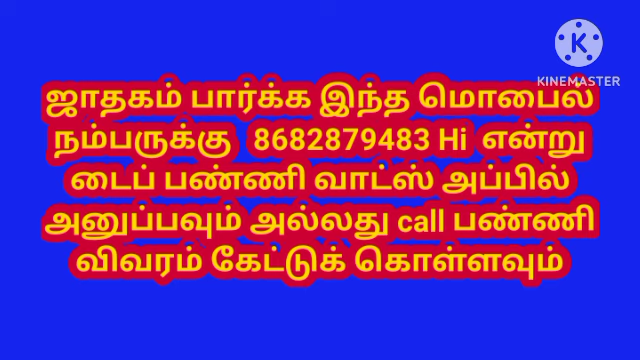 KINEMASTER
ஜாதகம் பார்க்க இந்த மொபைல்
நம்பருக்கு 8682879483 Hi என்று
டைப் பண்ணி வாட்ஸ் அப்பில்
அனுப்பவும் அல்லது call பண்ணி
விவரம் கேட்டுக் கொள்ளவும்